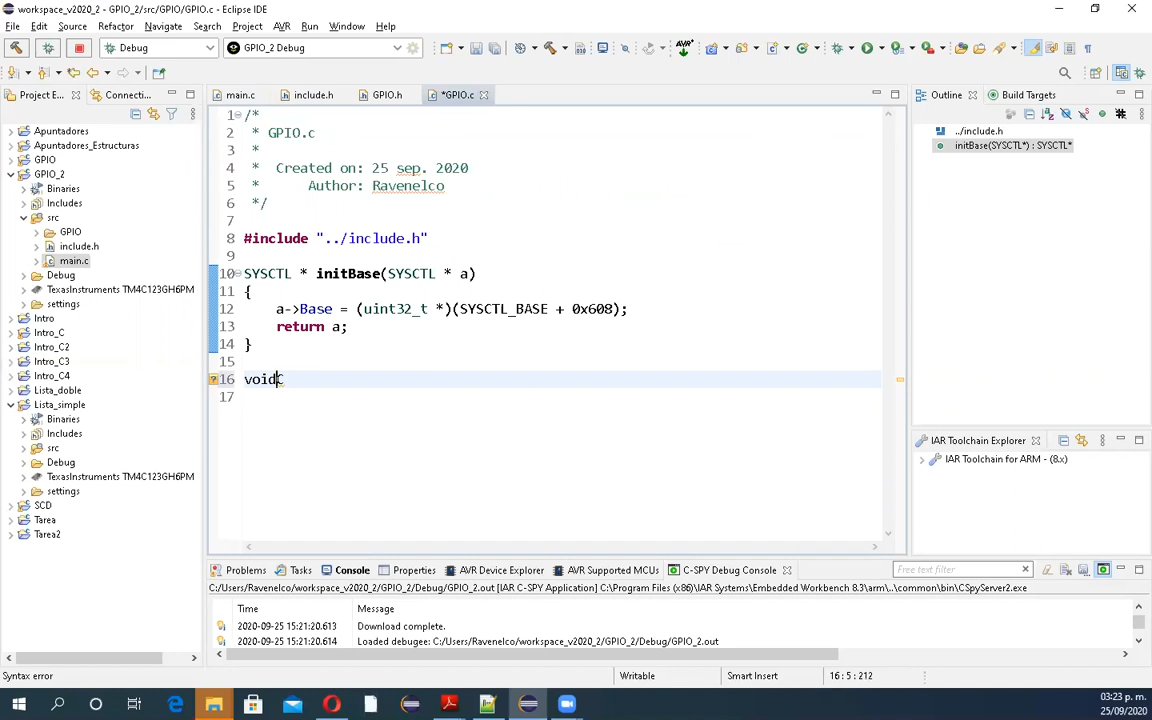 workspace_v2020_2 - GPIO_2/src/GPIO/GPIO.c - Eclipse IDE
File Edit Source Refactor Navigate Search Project AVR Run Window Help
Debug GPIO_2 Debug AVR
Project E... Connecti... main.c include.h GPIO.h *GPIO.c Outline Build Targets
Apuntadores
Apuntadores_Estructuras
GPIO
GPIO_2
Binaries
Includes
src
GPIO
include.h
main.c
Debug
TexasInstruments TM4C123GH6PM
settings
Intro
Intro_C
Intro_C2
Intro_C3
Intro_C4
Lista_doble
Lista_simple
Binaries
Includes
src
Debug
TexasInstruments TM4C123GH6PM
settings
SCD
Tarea
Tarea2
1 /*
2 * GPIO.c
3 *
4 * Created on: 25 sep. 2020
5 * Author: Ravenelco
6 */
7
8 #include "../include.h"
9
10 SYSCTL * initBase(SYSCTL * a)
11 {
12 a->Base = (uint32_t *)(SYSCTL_BASE + 0x608);
13 return a;
14 }
15
16 voidC
17
../include.h
initBase(SYSCTL*) : SYSCTL*
IAR Toolchain Explorer
IAR Toolchain for ARM - (8.x)
Problems Tasks Console Properties AVR Device Explorer AVR Supported MCUs C-SPY Debug Console Free text filter
C:/Users/Ravenelco/workspace_v2020_2/GPIO_2/Debug/GPIO_2.out [IAR C-SPY Application] C:\Program Files (x86)\IAR Systems\Embedded Workbench 8.3\arm\..\common\bin\CSpyServer2.exe
Time Message
2020-09-25 15:21:20.613 Download complete.
2020-09-25 15:21:20.614 Loaded debugee: C:/Users/Ravenelco/workspace_v2020_2/GPIO_2/Debug/GPIO_2.out
Syntax error Writable Smart Insert 16 : 5 : 212
03:23 p. m.
25/09/2020